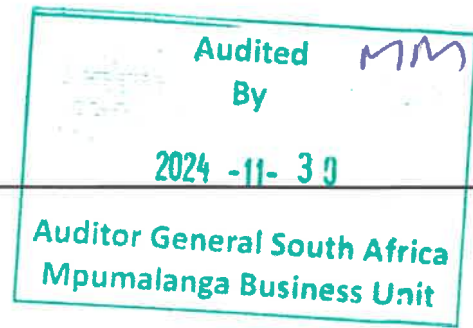 Audited MM
By
2024 -11- 30
Auditor General South Africa
Mpumalanga Business Unit